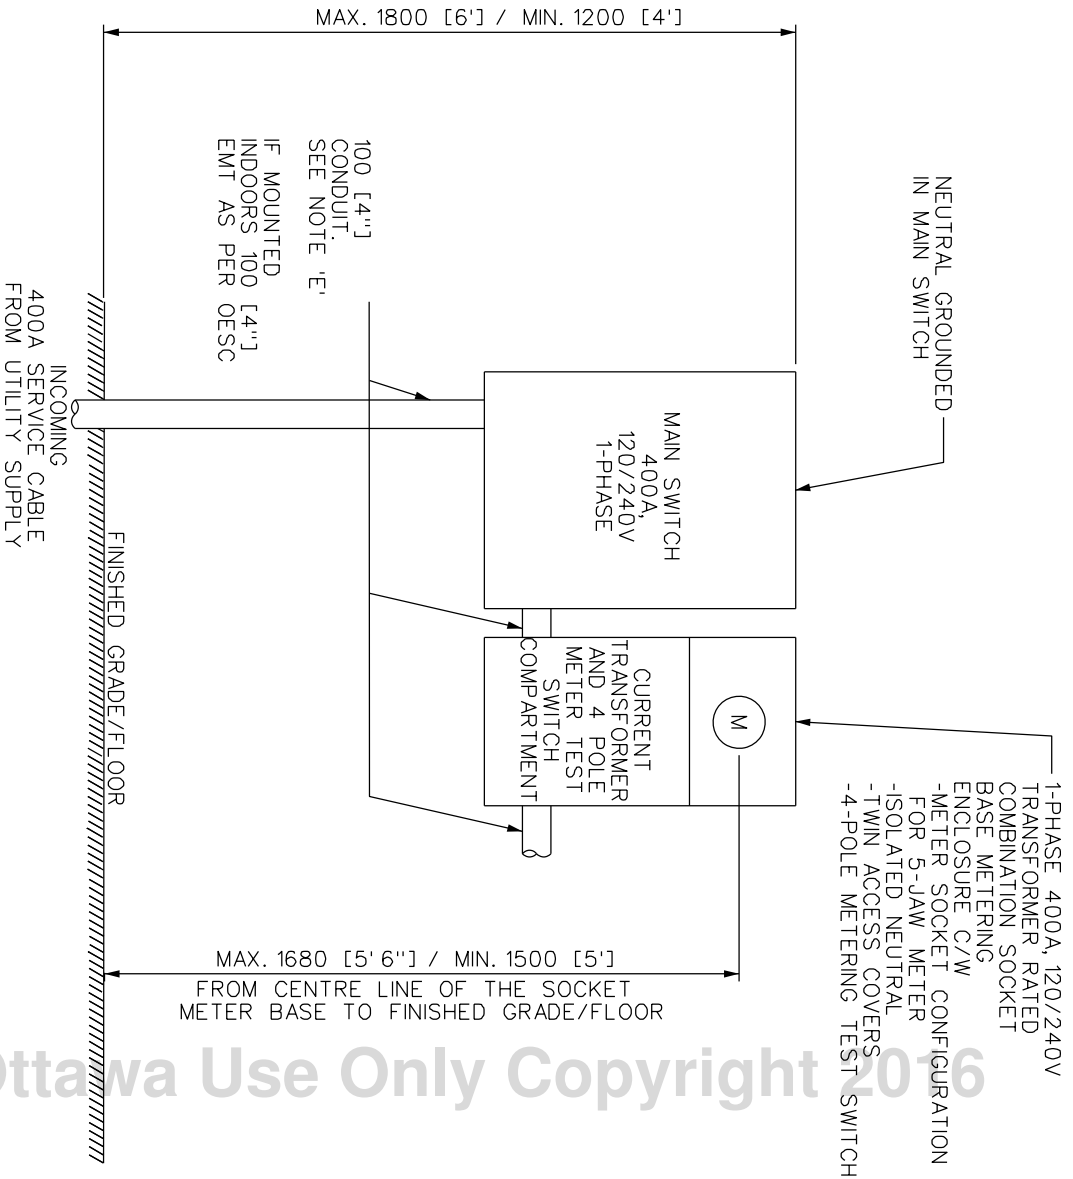 MAX. 1800 [6'] / MIN. 1200 [4']
NEUTRAL GROUNDED
IN MAIN SWITCH
1-PHASE 400A, 120/240V
TRANSFORMER RATED
COMBINATION SOCKET
BASE METERING
ENCLOSURE C/W
-METER SOCKET CONFIGURATION
FOR 5-JAW METER
-ISOLATED NEUTRAL
-TWIN ACCESS COVERS
-4-POLE METERING TEST SWITCH
100 [4"]
CONDUIT.
SEE NOTE 'E'
IF MOUNTED
INDOORS 100 [4"]
EMT AS PER OESC
MAIN SWITCH
400A,
120/240V
1-PHASE
M
CURRENT
TRANSFORMER
AND 4 POLE
METER TEST
SWITCH
COMPARTMENT
MAX. 1680 [5' 6"] / MIN. 1500 [5']
FROM CENTRE LINE OF THE SOCKET
METER BASE TO FINISHED GRADE/FLOOR
FINISHED GRADE/FLOOR
INCOMING
400A SERVICE CABLE
FROM UTILITY SUPPLY
Ottawa Use Only Copyright 2016